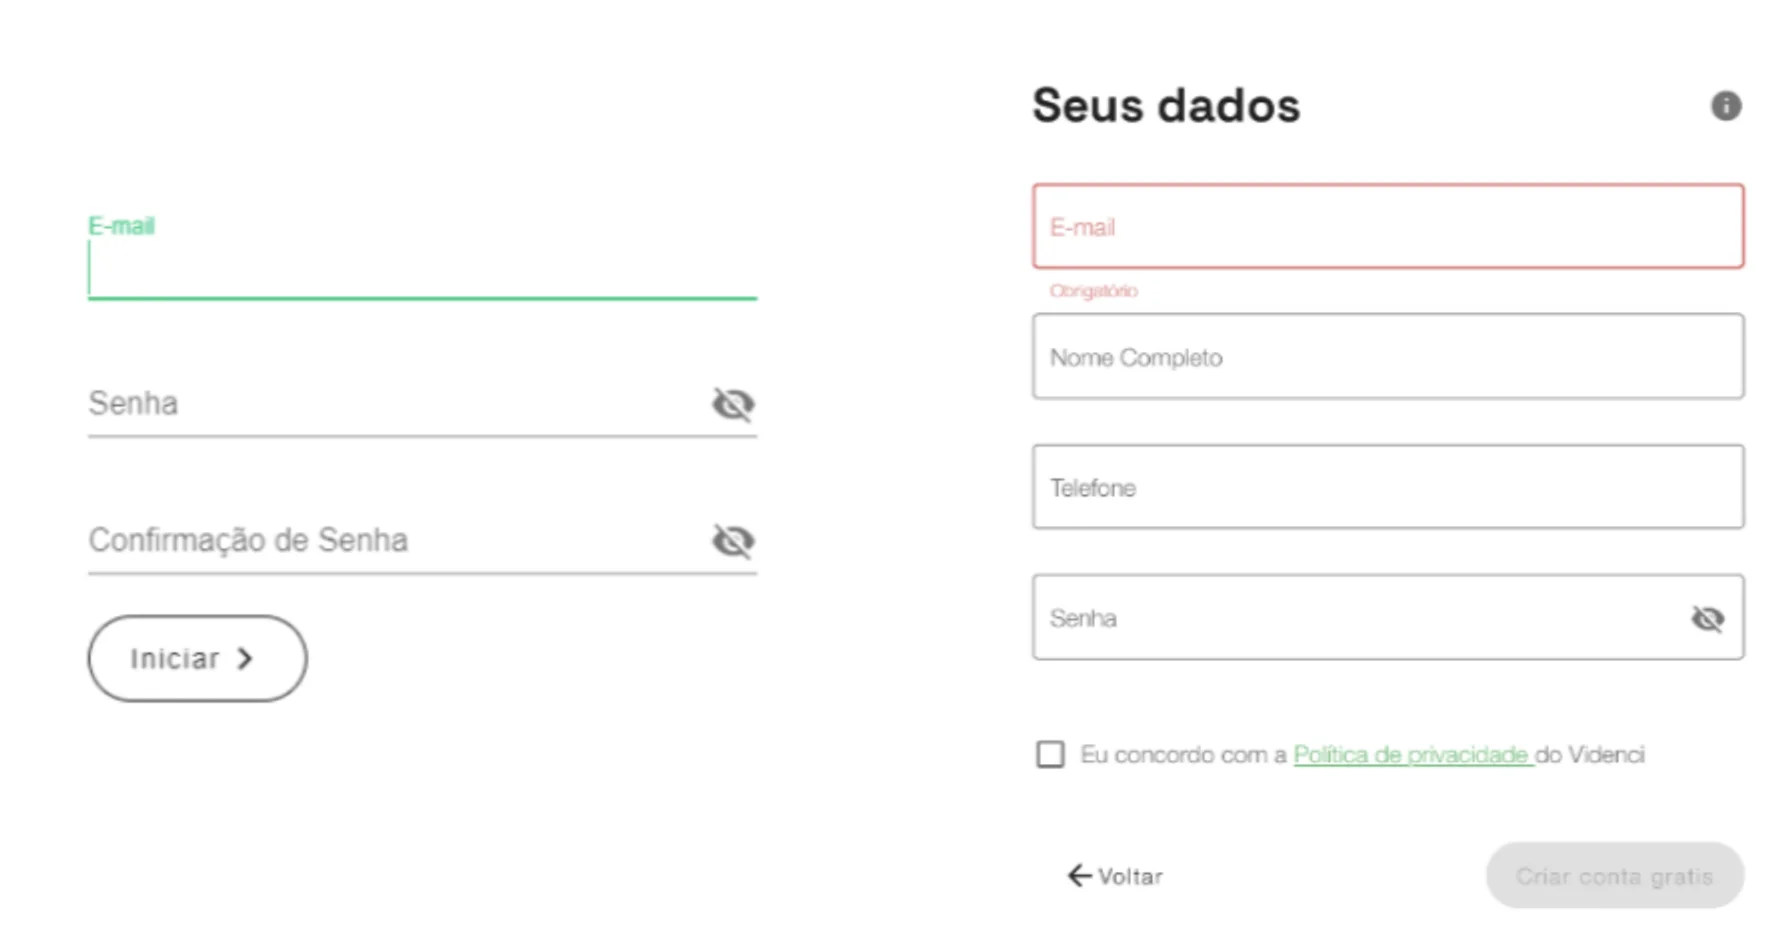 E-mail
Senha
Confirmação de Senha
Iniciar
Seus dados
E-mail
Obrigatório
Nome Completo
Telefone
Senha
Eu concordo com a Política de privacidade do Videnci
Voltar
Criar conta gratis